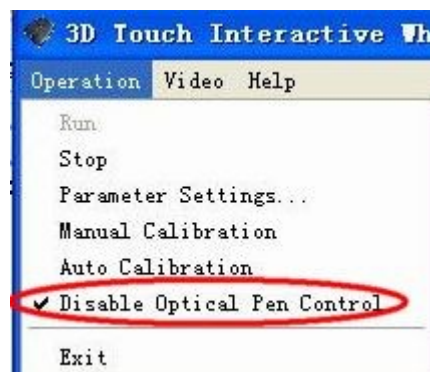 3D Touch Interactive Wh
Operation Video Help
Run
Stop
Parameter Settings...
Manual Calibration
Auto Calibration
✔ Disable Optical Pen Control
Exit